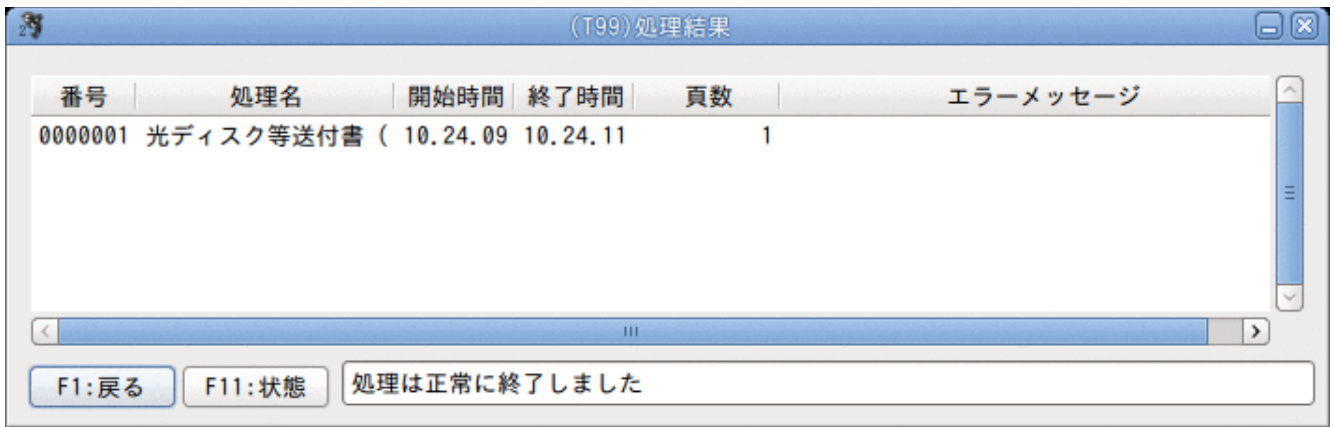 (T99)処理結果
番号 処理名 開始時間 終了時間 頁数 エラーメッセージ
0000001 光ディスク等送付書 ( 10.24.09 10.24.11 1
F1:戻る F11:状態 処理は正常に終了しました